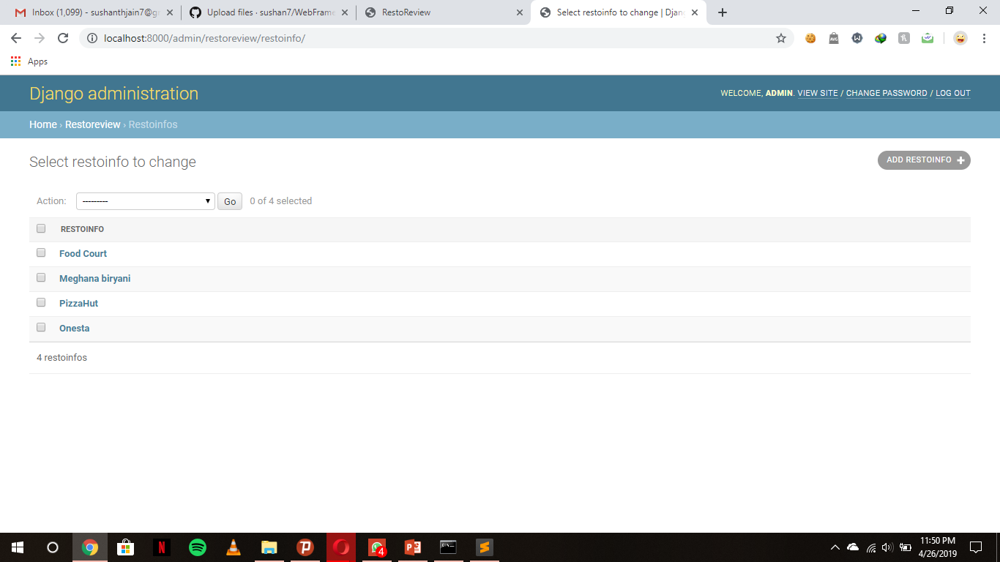 Inbox (1,099) - sushanthjain7@g
Upload files · sushan7/WebFrame
RestoReview
Select restoinfo to change | Djan
localhost:8000/admin/restoreview/restoinfo/
AVG
Apps
Django administration
WELCOME, ADMIN. VIEW SITE / CHANGE PASSWORD / LOG OUT
Home › Restoreview › Restoinfos
Select restoinfo to change
ADD RESTOINFO +
Action: --------- Go 0 of 4 selected
RESTOINFO
Food Court
Meghana biryani
PizzaHut
Onesta
4 restoinfos
4
11:50 PM
4/26/2019